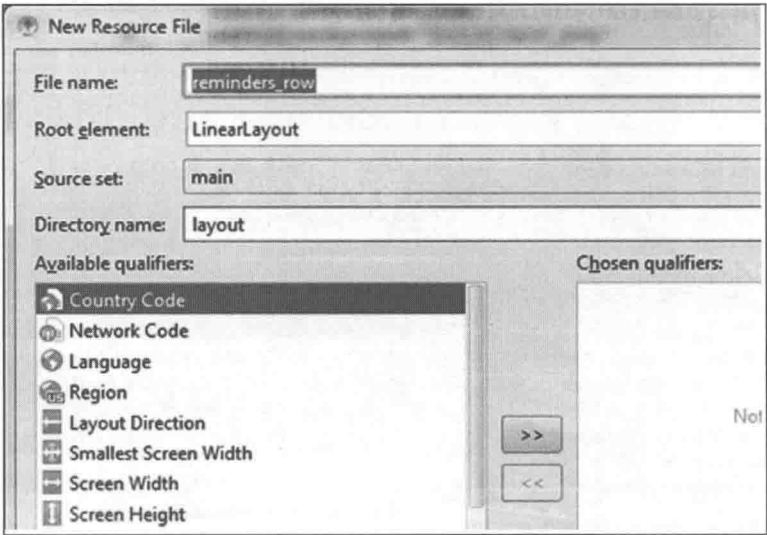 New Resource File
File name: reminders_row
Root element: LinearLayout
Source set: main
Directory name: layout
Available qualifiers:
Chosen qualifiers:
Country Code
Network Code
Language
Region
Layout Direction
Smallest Screen Width
Screen Width
Screen Height
>>
<<
Not